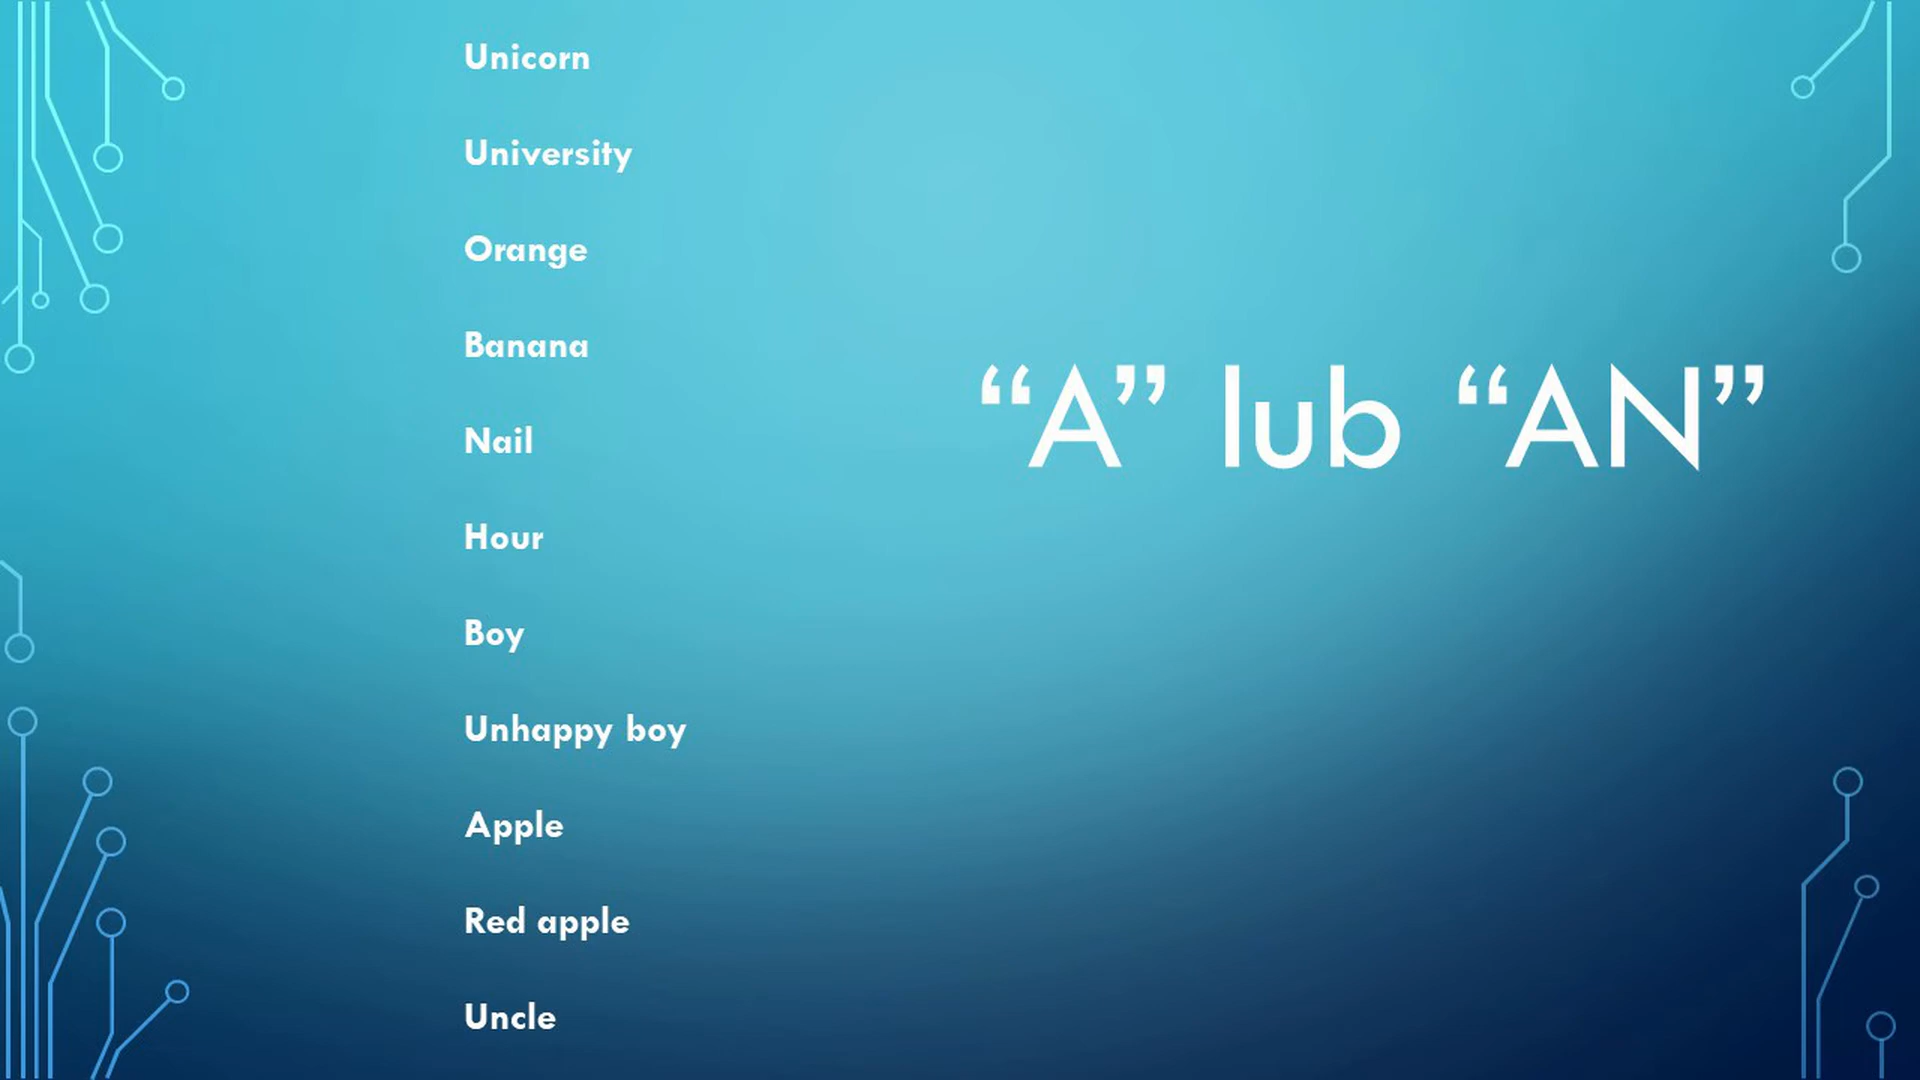 Unicorn
University
Orange
Banana
Nail
Hour
Boy
Unhappy boy
Apple
Red apple
Uncle
“A” lub “AN”